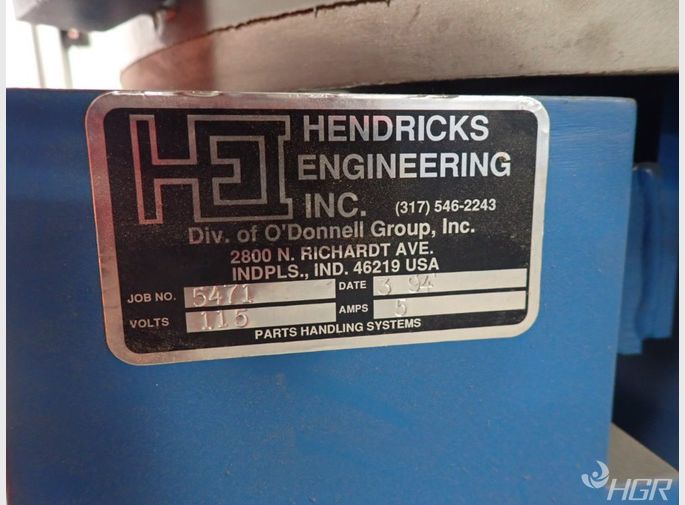 HEI
HENDRICKS
ENGINEERING
INC. (317) 546-2243
Div. of O'Donnell Group, Inc.
2800 N. RICHARDT AVE.
INDPLS., IND. 46219 USA
JOB NO. 5471 DATE 3 94
VOLTS 115 AMPS 5
PARTS HANDLING SYSTEMS
HGR